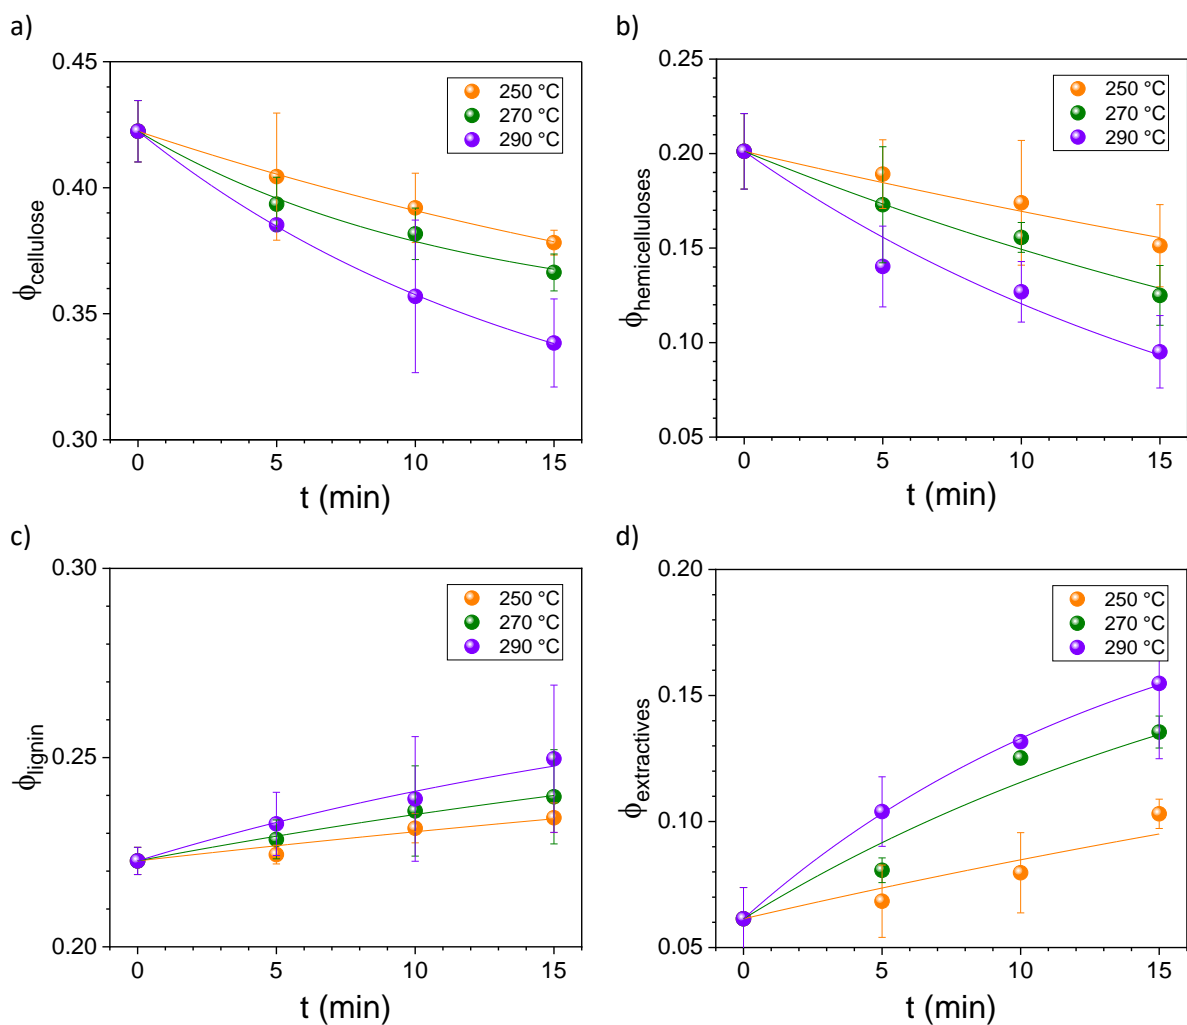 a)
0.45
0.40
0.35
0.30
ϕcellulose
250 °C
270 °C
290 °C
0
5
10
15
t (min)
b)
0.25
0.20
0.15
0.10
0.05
ϕhemicelluloses
250 °C
270 °C
290 °C
0
5
10
15
t (min)
c)
0.30
0.25
0.20
ϕlignin
250 °C
270 °C
290 °C
0
5
10
15
t (min)
d)
0.20
0.15
0.10
0.05
ϕextractives
250 °C
270 °C
290 °C
0
5
10
15
t (min)